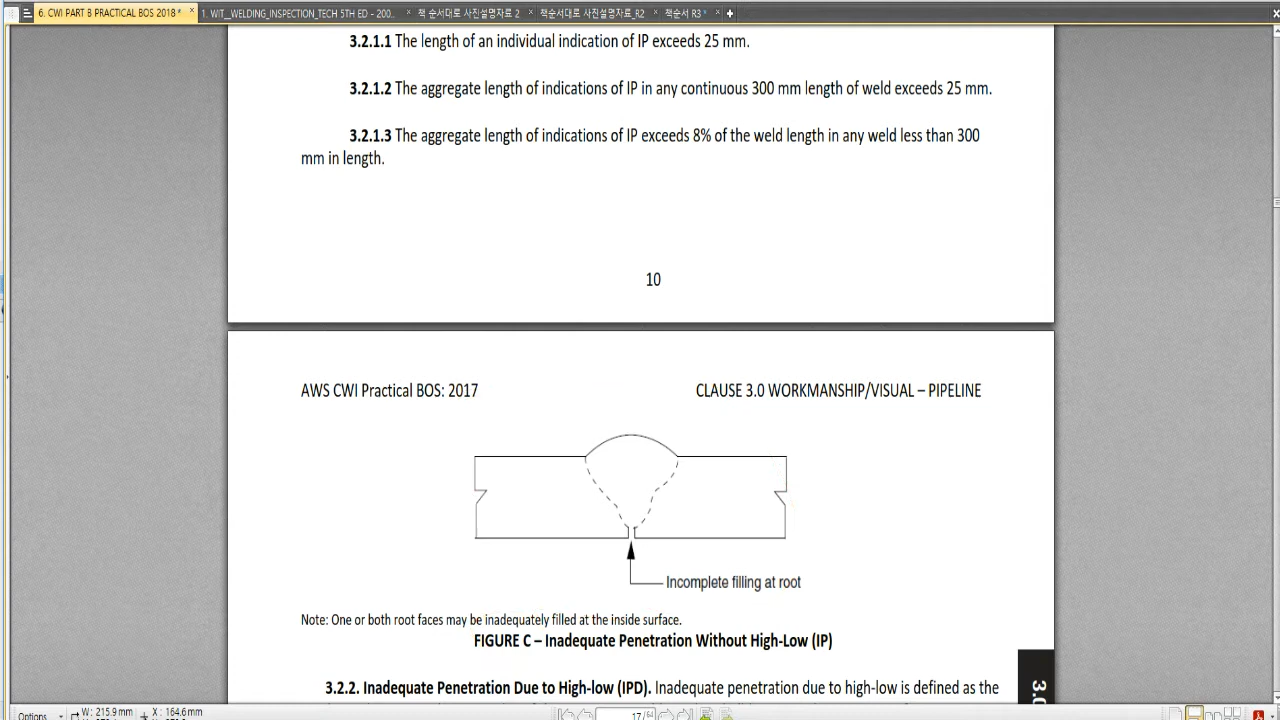 6. CWI PART B PRACTICAL BOS 2018*
1. WIT_WELDING_INSPECTION_TECH 5TH ED - 200...
책 순서대로 사진설명자료 2
책순서대로 사진설명자료_R2
책순서 R3*
3.2.1.1 The length of an individual indication of IP exceeds 25 mm.
3.2.1.2 The aggregate length of indications of IP in any continuous 300 mm length of weld exceeds 25 mm.
3.2.1.3 The aggregate length of indications of IP exceeds 8% of the weld length in any weld less than 300
mm in length.
10
AWS CWI Practical BOS: 2017
CLAUSE 3.0 WORKMANSHIP/VISUAL – PIPELINE
Incomplete filling at root
Note: One or both root faces may be inadequately filled at the inside surface.
FIGURE C – Inadequate Penetration Without High-Low (IP)
3.2.2. Inadequate Penetration Due to High-low (IPD). Inadequate penetration due to high-low is defined as the
Options
W: 215.9 mm
X: 164.6 mm